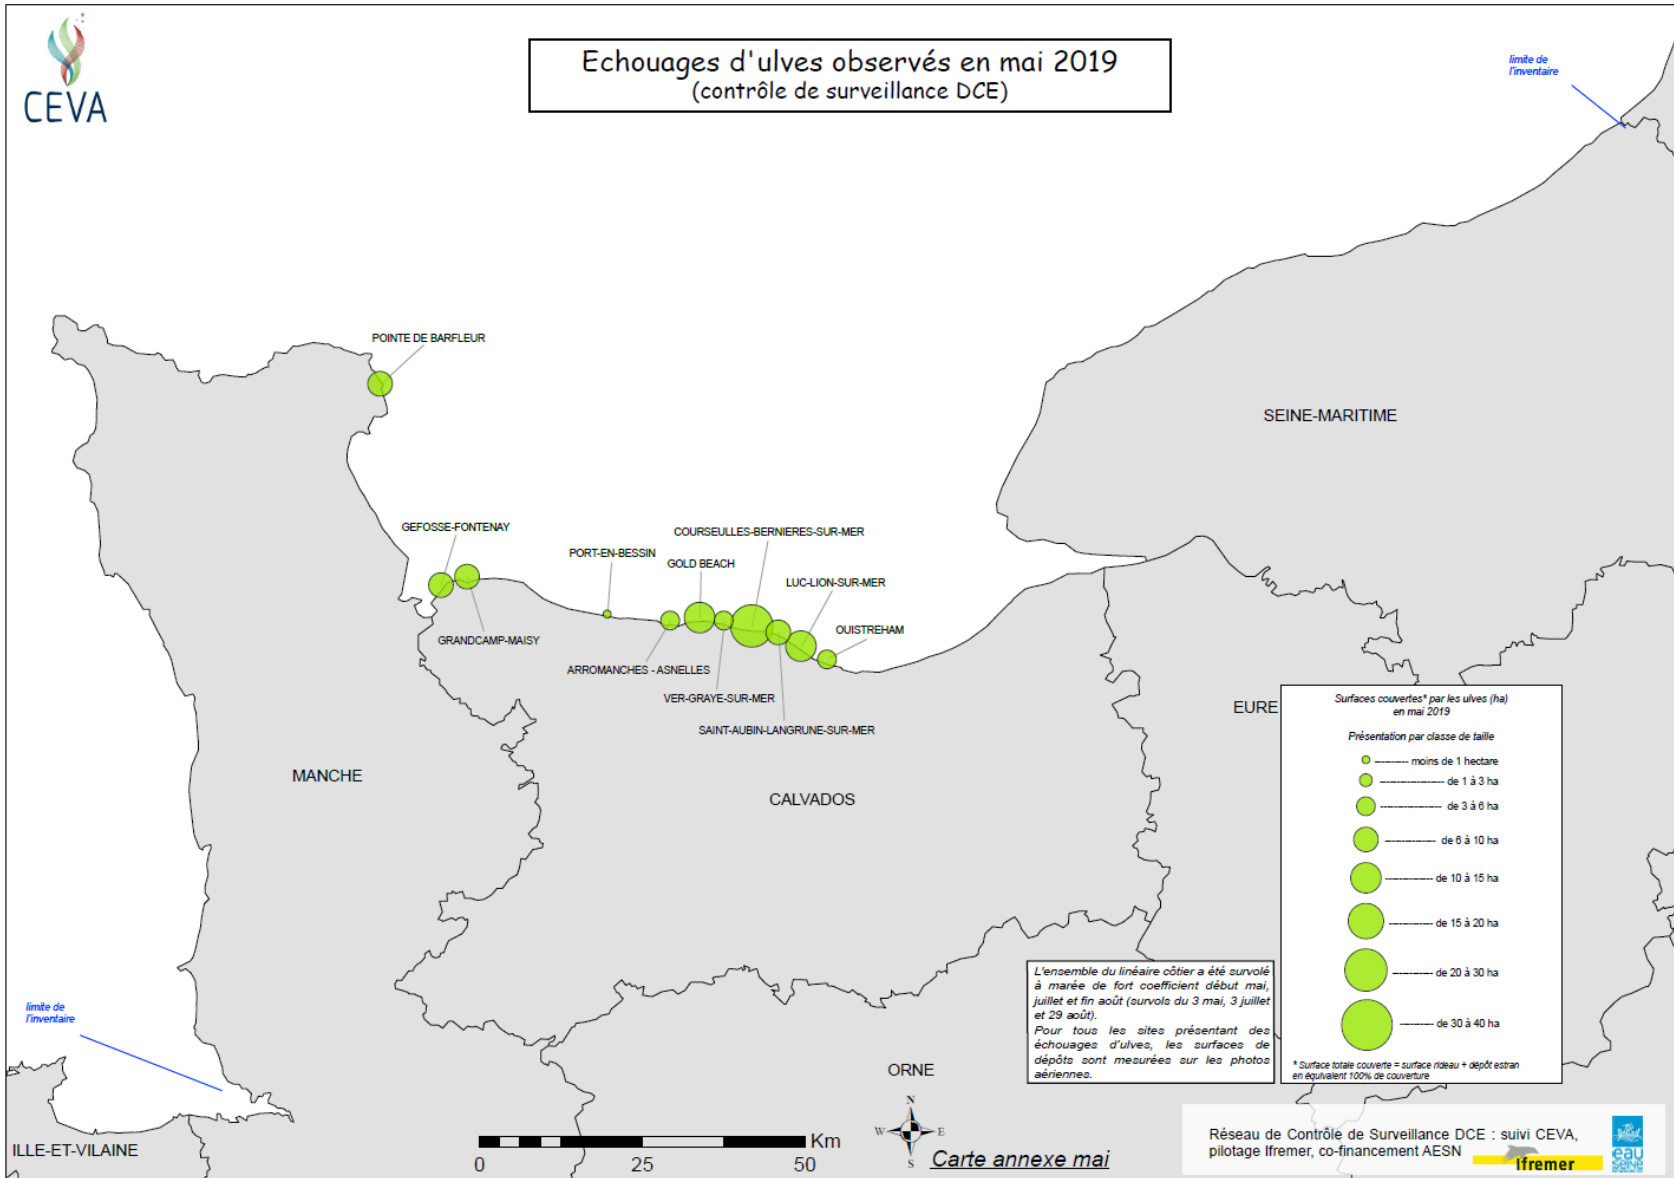 CEVA
Echouages d'ulves observés en mai 2019
(contrôle de surveillance DCE)
limite de
l'inventaire
POINTE DE BARFLEUR
SEINE-MARITIME
GEFOSSE-FONTENAY
COURSEULLES-BERNIERES-SUR-MER
PORT-EN-BESSIN
GOLD BEACH
LUC-LION-SUR-MER
OUISTREHAM
GRANDCAMP-MAISY
ARROMANCHES - ASNELLES
VER-GRAYE-SUR-MER
SAINT-AUBIN-LANGRUNE-SUR-MER
EURE
MANCHE
CALVADOS
Surfaces couvertes* par les ulves (ha)
en mai 2019
Présentation par classe de taille
moins de 1 hectare
de 1 à 3 ha
de 3 à 6 ha
de 6 à 10 ha
de 10 à 15 ha
de 15 à 20 ha
de 20 à 30 ha
de 30 à 40 ha
* Surface totale couverte = surface rideau + dépôt estran
en équivalent 100% de couverture
L'ensemble du linéaire côtier a été survolé
à marée de fort coefficient début mai,
juillet et fin août (survols du 3 mai, 3 juillet
et 29 août).
Pour tous les sites présentant des
échouages d'ulves, les surfaces de
dépôts sont mesurées sur les photos
aériennes.
limite de
l'inventaire
ORNE
ILLE-ET-VILAINE
N
W E
S
Km
0 25 50
Carte annexe mai
Réseau de Contrôle de Surveillance DCE : suivi CEVA,
pilotage Ifremer, co-financement AESN
Ifremer
eau
SEINE